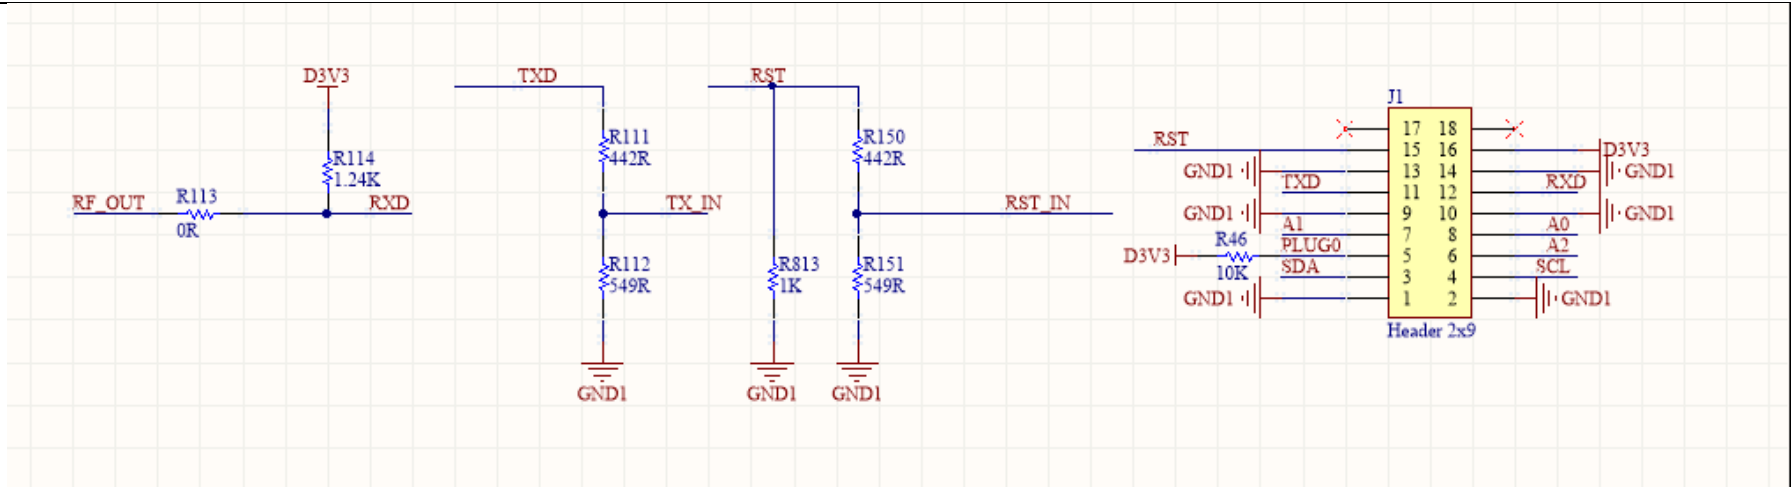 D3V3
R114
1.24K
RF_OUT
R113
0R
RXD
TXD
R111
442R
TX_IN
R112
549R
GND1
RST
R813
1K
GND1
R150
442R
RST_IN
R151
549R
GND1
J1
17 18
RST 15 16 D3V3
GND1 13 14 GND1
TXD 11 12 RXD
GND1 9 10 GND1
A1 7 8 A0
D3V3 R46 10K PLUG0 5 6 A2
SDA 3 4 SCL
GND1 1 2 GND1
Header 2x9